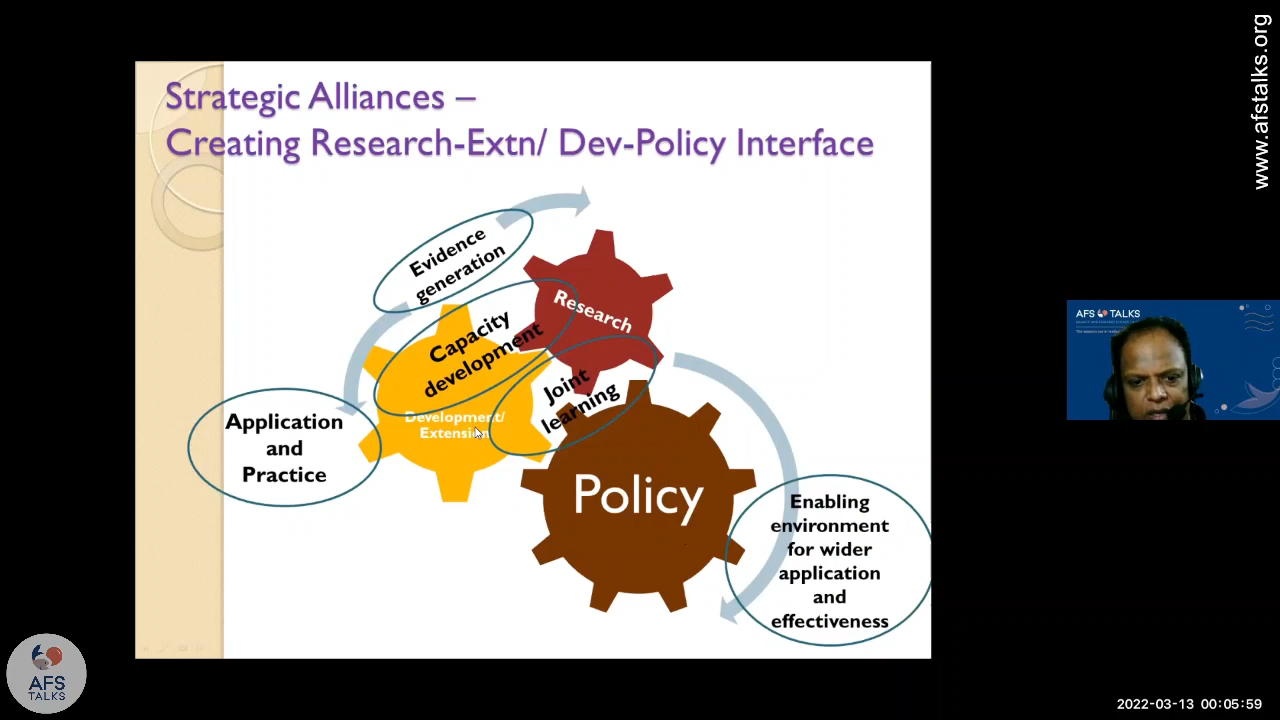 www.afstalks.org
Strategic Alliances –
Creating Research-Extn/ Dev-Policy Interface
Evidence
generation
Research
Capacity
development
Joint
learning
Application
and
Practice
Development/
Extension
Policy
Enabling
environment
for wider
application
and
effectiveness
AFS TALKS
AFS
TALKS
2022-03-13 00:05:59